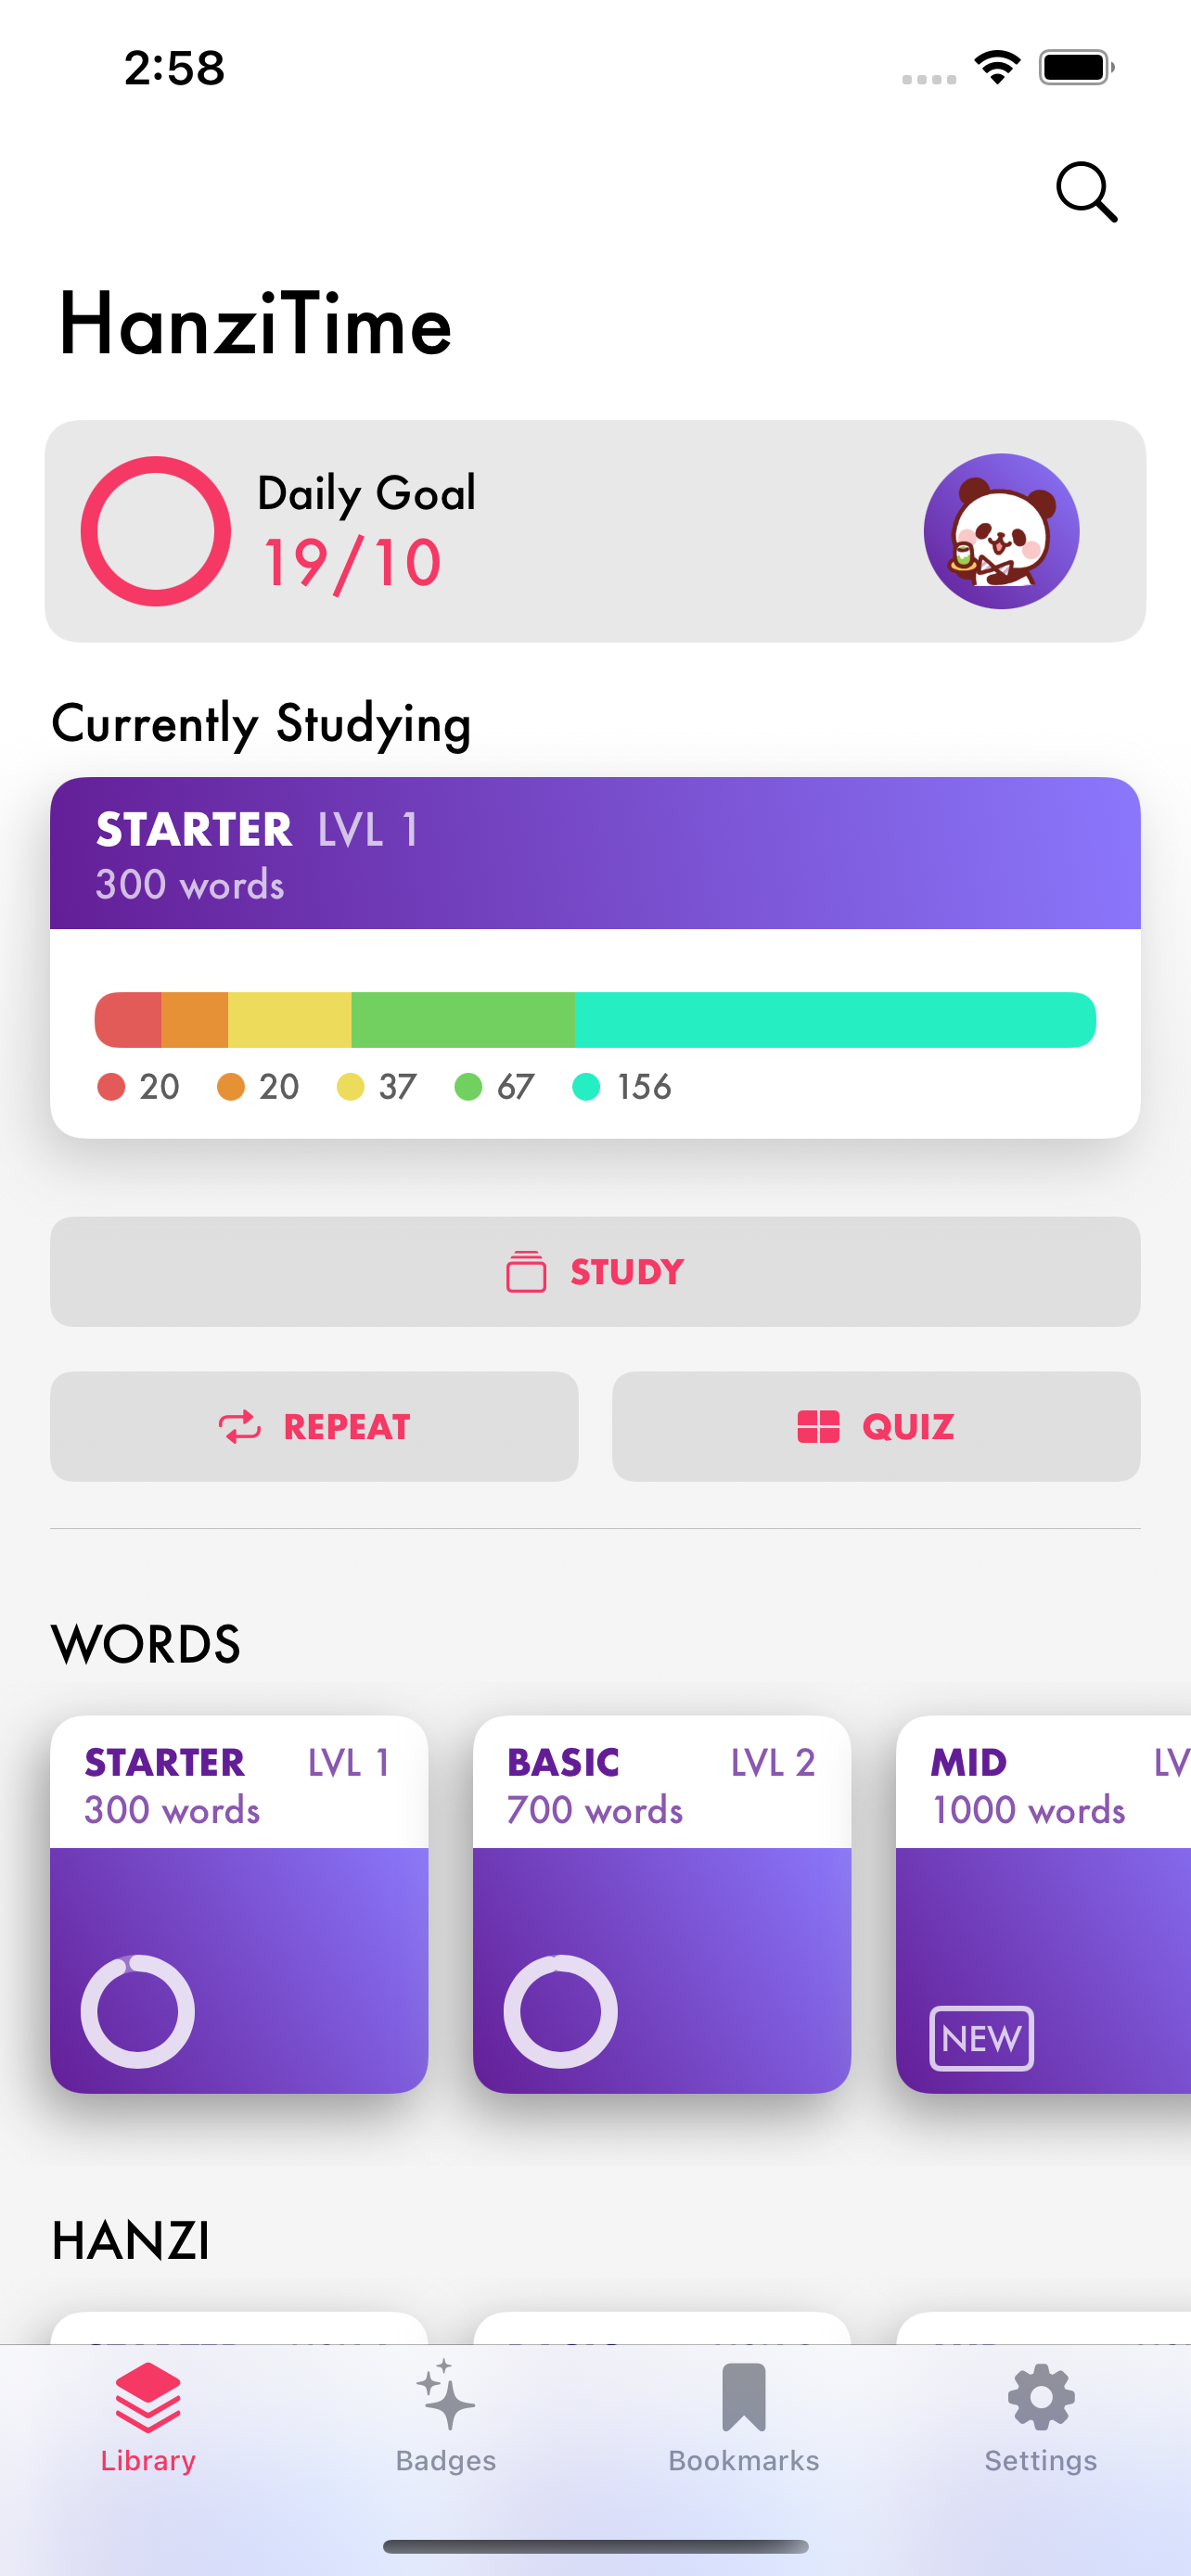 2:58
HanziTime
Daily Goal
19/10
Currently Studying
STARTER LVL 1
300 words
20 20 37 67 156
STUDY
REPEAT QUIZ
WORDS
STARTER LVL 1
300 words
BASIC LVL 2
700 words
MID LV
1000 words
NEW
HANZI
Library Badges Bookmarks Settings